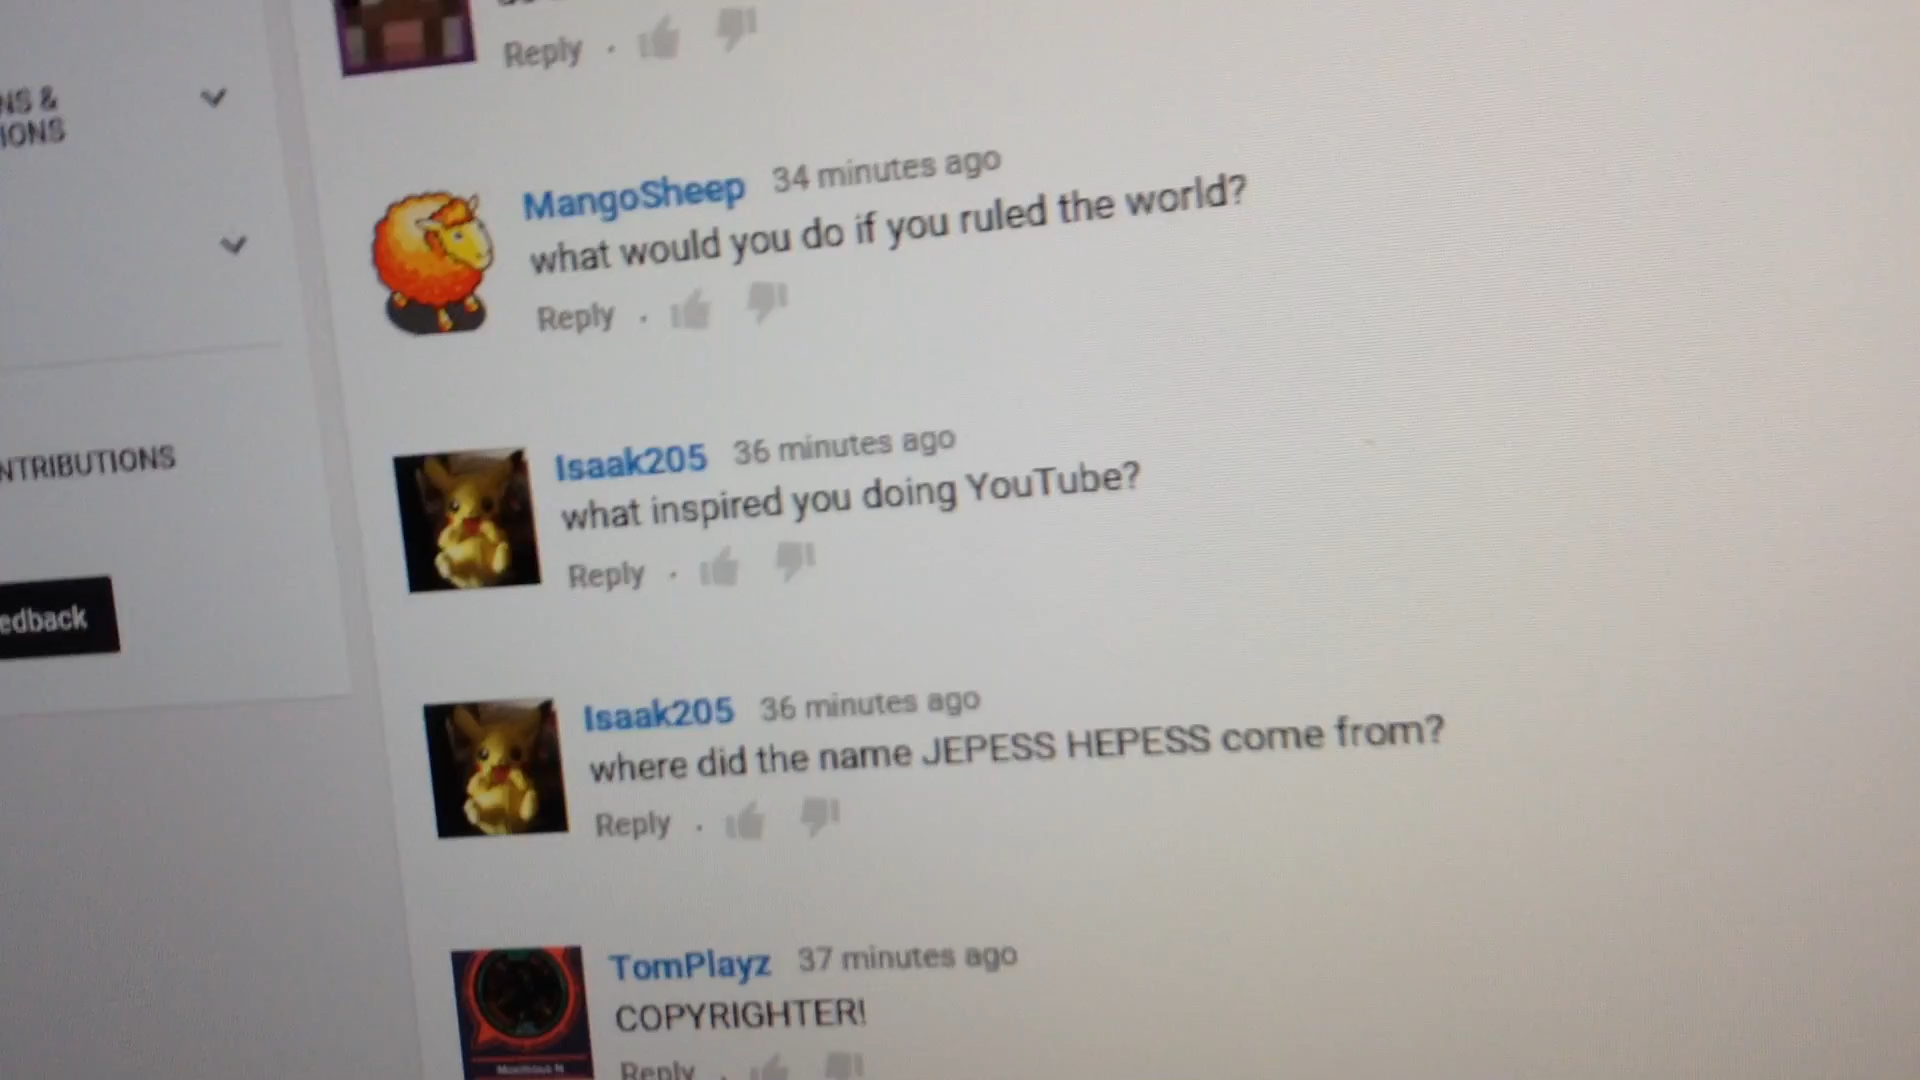 Reply ·
NS &
IONS
MangoSheep 34 minutes ago
what would you do if you ruled the world?
Reply ·
Isaak205 36 minutes ago
what inspired you doing YouTube?
Reply ·
NTRIBUTIONS
edback
Isaak205 36 minutes ago
where did the name JEPESS HEPESS come from?
Reply ·
TomPlayz 37 minutes ago
COPYRIGHTER!
Reply ·